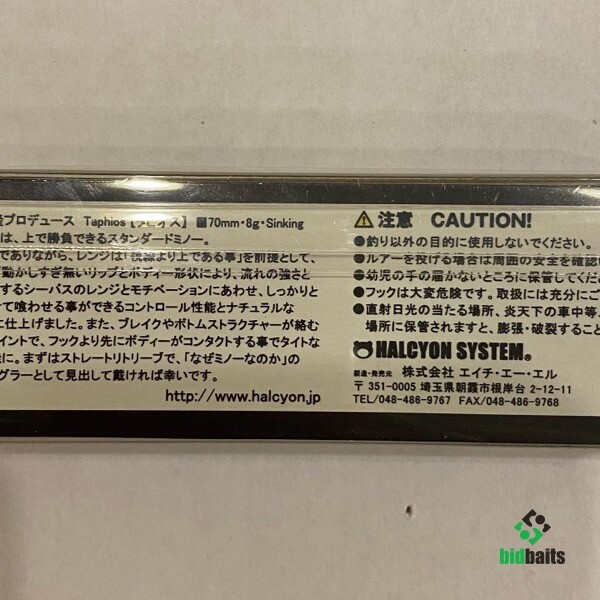 プロデュース Taphios【タピオス】■70mm・8g・Sinking
は、上で勝負できるスタンダードミノー。
でありながら、レンジは「視線より上である事」を前提として、
動かしすぎ無いリップとボディー形状により、流れの強さと
するシーバスのレンジとモチベーションにあわせ、しっかりと
て喰わせる事ができるコントロール性能とナチュラルな
に仕上げました。また、ブレイクやボトムストラクチャーが絡む
イントで、フックより先にボディーがコンタクトする事でタイトな
に。まずはストレートリトリーブで、「なぜミノーなのか」の
グラーとして見出して戴ければ幸いです。
http://www.halcyon.jp
⚠注意 CAUTION!
●釣り以外の目的に使用しないでください。
●ルアーを投げる場合は周囲の安全を確認
●幼児の手の届かないところに保管してくだ
●フックは大変危険です。取扱には充分にご
●直射日光の当たる場所、炎天下の車中等、
場所に保管されますと、膨張・破裂すること
HALCYON SYSTEM®
製造・発売元 株式会社 エイチ・エー・エル
〒351-0005 埼玉県朝霞市根岸台 2-12-11
TEL/048-486-9767 FAX/048-486-9768
bidbaits